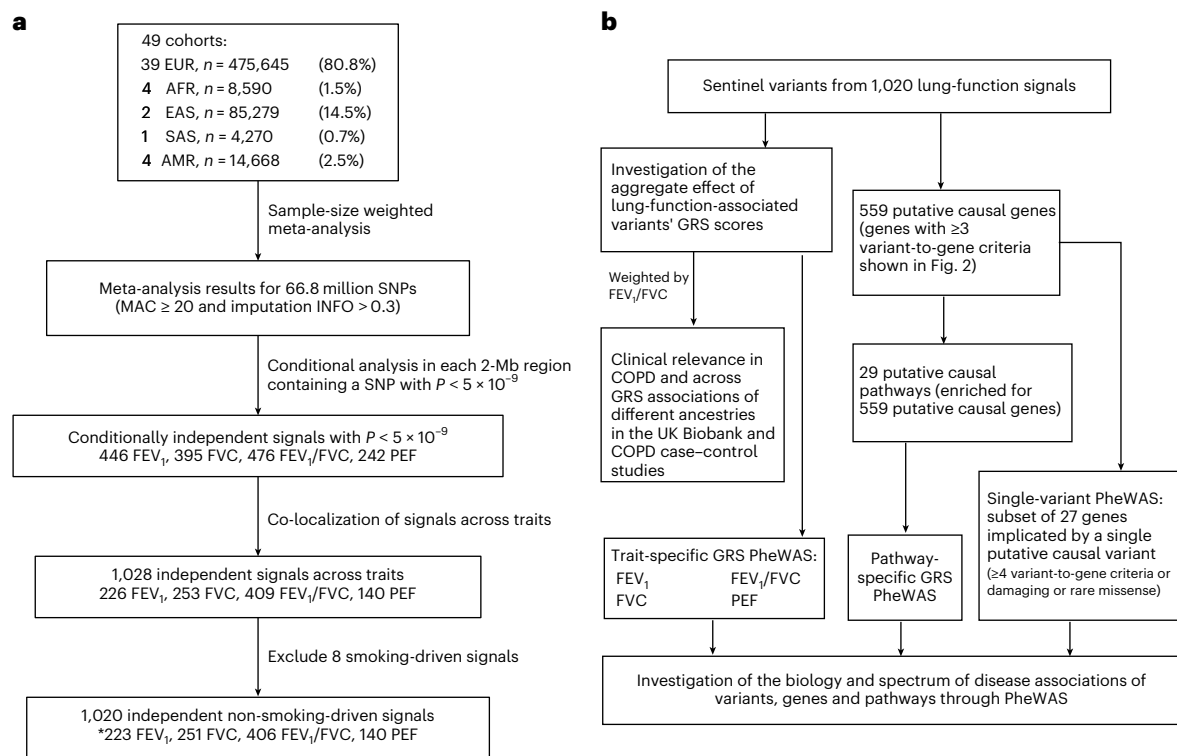 a
49 cohorts:
39 EUR, n = 475,645 (80.8%)
4 AFR, n = 8,590 (1.5%)
2 EAS, n = 85,279 (14.5%)
1 SAS, n = 4,270 (0.7%)
4 AMR, n = 14,668 (2.5%)
Sample-size weighted
meta-analysis
Meta-analysis results for 66.8 million SNPs
(MAC ≥ 20 and imputation INFO > 0.3)
Conditional analysis in each 2-Mb region
containing a SNP with P < 5 × 10⁻⁹
Conditionally independent signals with P < 5 × 10⁻⁹
446 FEV₁, 395 FVC, 476 FEV₁/FVC, 242 PEF
Co-localization of signals across traits
1,028 independent signals across traits
226 FEV₁, 253 FVC, 409 FEV₁/FVC, 140 PEF
Exclude 8 smoking-driven signals
1,020 independent non-smoking-driven signals
*223 FEV₁, 251 FVC, 406 FEV₁/FVC, 140 PEF
b
Sentinel variants from 1,020 lung-function signals
Investigation of the
aggregate effect of
lung-function-associated
variants' GRS scores
Weighted by
FEV₁/FVC
Clinical relevance in
COPD and across
GRS associations of
different ancestries
in the UK Biobank and
COPD case–control
studies
559 putative causal genes
(genes with ≥3
variant-to-gene criteria
shown in Fig. 2)
29 putative causal
pathways (enriched for
559 putative causal genes)
Single-variant PheWAS:
subset of 27 genes
implicated by a single
putative causal variant
(≥4 variant-to-gene criteria or
damaging or rare missense)
Trait-specific GRS PheWAS:
FEV₁ FEV₁/FVC
FVC PEF
Pathway-
specific GRS
PheWAS
Investigation of the biology and spectrum of disease associations of
variants, genes and pathways through PheWAS